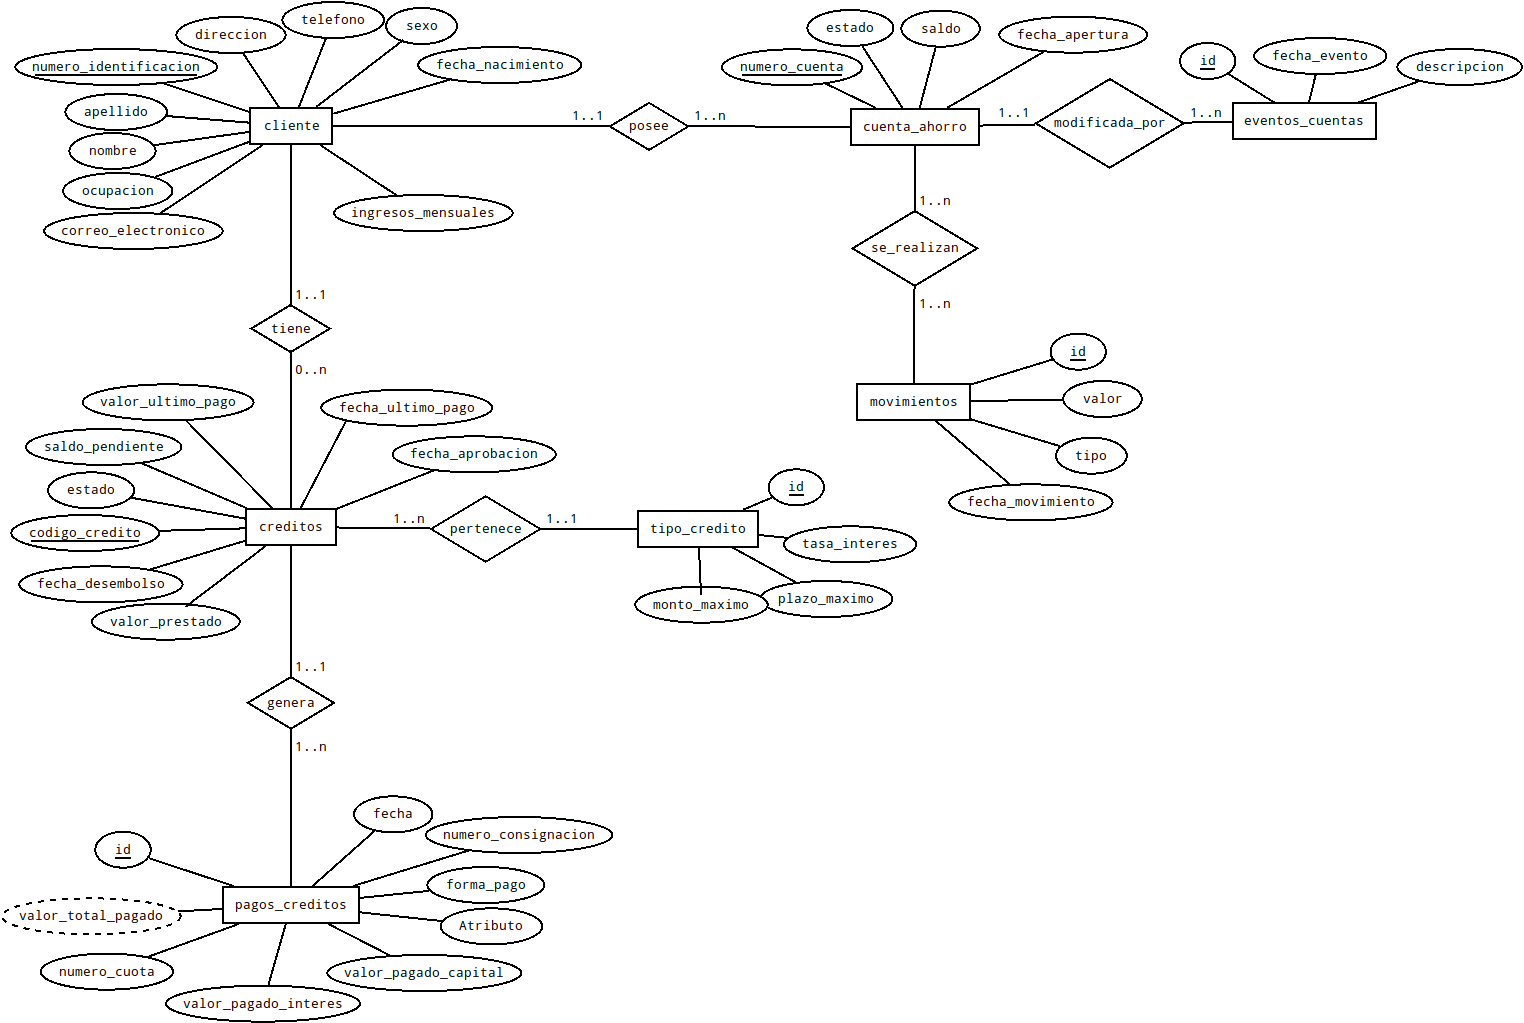 telefono
sexo
direccion
numero_identificacion
fecha_nacimiento
apellido
cliente
nombre
ocupacion
correo_electronico
ingresos_mensuales
1..1
posee
1..n
estado
saldo
fecha_apertura
numero_cuenta
cuenta_ahorro
1..1
modificada_por
1..n
id
fecha_evento
descripcion
eventos_cuentas
1..n
se_realizan
1..n
id
movimientos
valor
tipo
fecha_movimiento
1..1
tiene
0..n
valor_ultimo_pago
fecha_ultimo_pago
saldo_pendiente
fecha_aprobacion
estado
codigo_credito
creditos
fecha_desembolso
valor_prestado
1..n
pertenece
1..1
id
tipo_credito
tasa_interes
monto_maximo
plazo_maximo
1..1
genera
1..n
fecha
numero_consignacion
id
forma_pago
valor_total_pagado
pagos_creditos
Atributo
numero_cuota
valor_pagado_capital
valor_pagado_interes